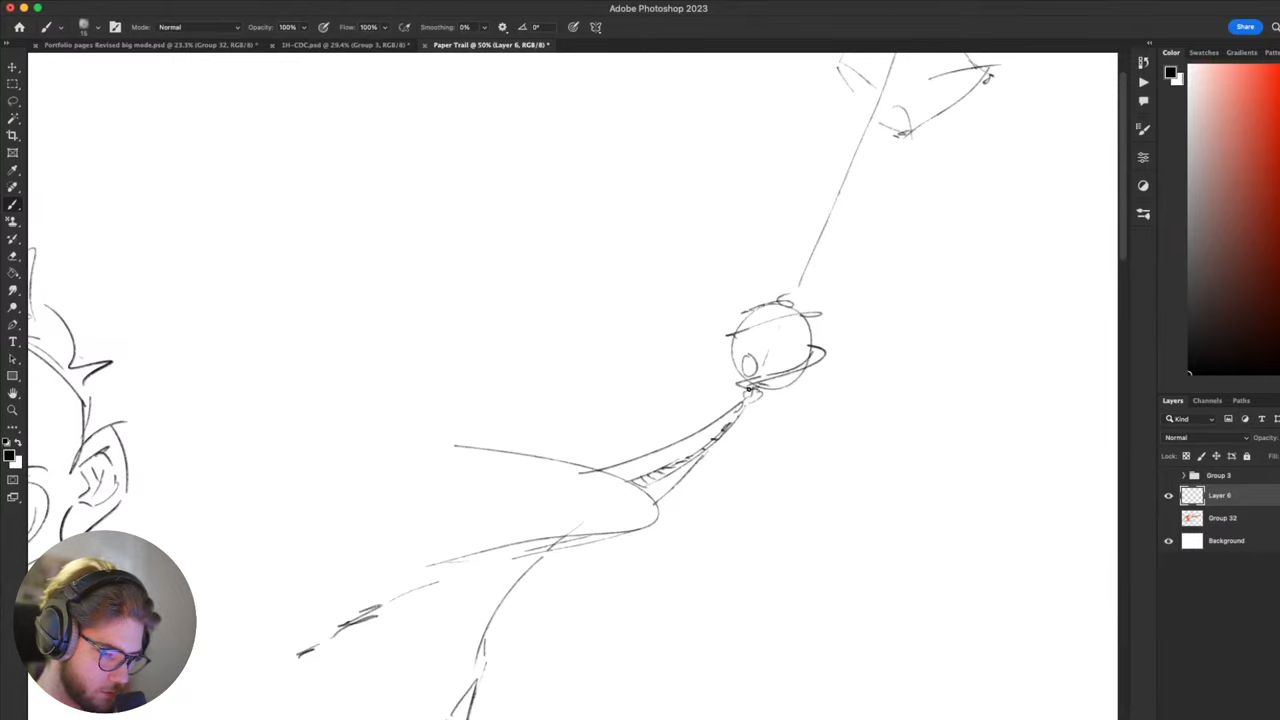 Adobe Photoshop 2023
15 Mode: Normal Opacity: 100% Flow: 100% Smoothing: 0% 0° Share
Portfolio pages Revised big mode.psd @ 23.3% (Group 32, RGB/8) * 1H-CDC.psd @ 29.4% (Group 3, RGB/8) * Paper Trail @ 50% (Layer 6, RGB/8) *
Color Swatches Gradients Patte
Layers Channels Paths
Kind
Normal Opacity:
Lock: Fill:
Group 3
Layer 6
Group 32
Background